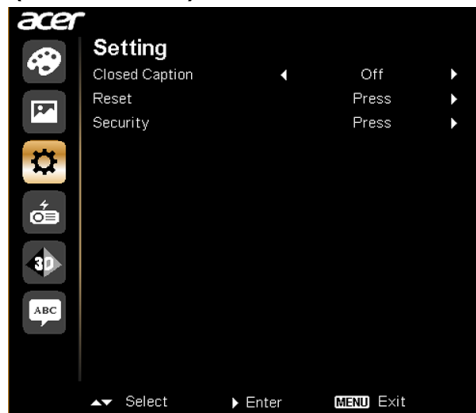 acer
Setting
Closed Caption Off
Reset Press
Security Press
3D
ABC
Select Enter MENU Exit